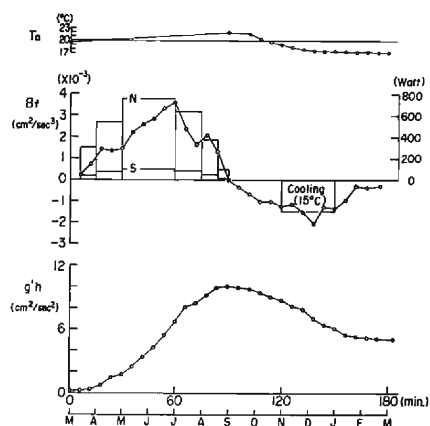 (°C)
Ta
23
20
17
(X10⁻³)
(Watt)
Bf
(cm²/sec³)
4
3
2
1
0
-1
-2
-3
N
S
800
600
400
200
0
Cooling
(15°C)
g'h
(cm²/sec²)
12
6
0
60
120
180 (min.)
M A M J J A S O N D J F M